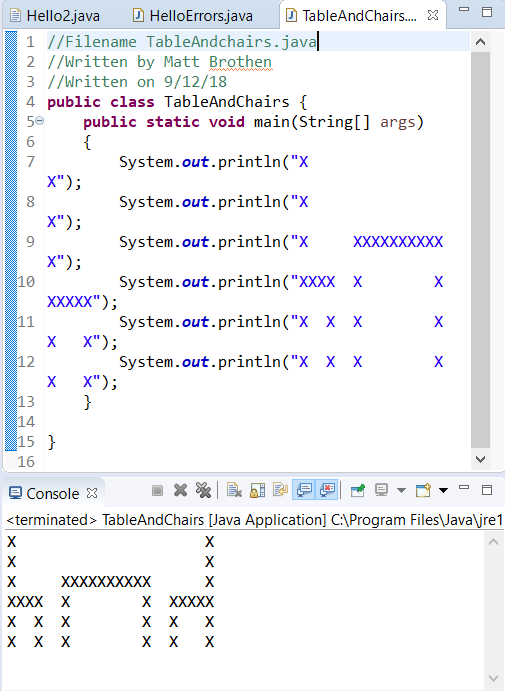 Hello2.java HelloErrors.java TableAndChairs....
1 //Filename TableAndchairs.java
2 //Written by Matt Brothen
3 //Written on 9/12/18
4 public class TableAndChairs {
5 public static void main(String[] args)
6 {
7 System.out.println("X
X");
8 System.out.println("X
X");
9 System.out.println("X     XXXXXXXXXX
X");
10 System.out.println("XXXX  X        X
XXXXX");
11 System.out.println("X  X  X        X
X   X");
12 System.out.println("X  X  X        X
X   X");
13 }
14
15 }
16
Console
<terminated> TableAndChairs [Java Application] C:\Program Files\Java\jre1
X                     X
X                     X
X     XXXXXXXXXX      X
XXXX  X        X  XXXXX
X  X  X        X  X   X
X  X  X        X  X   X